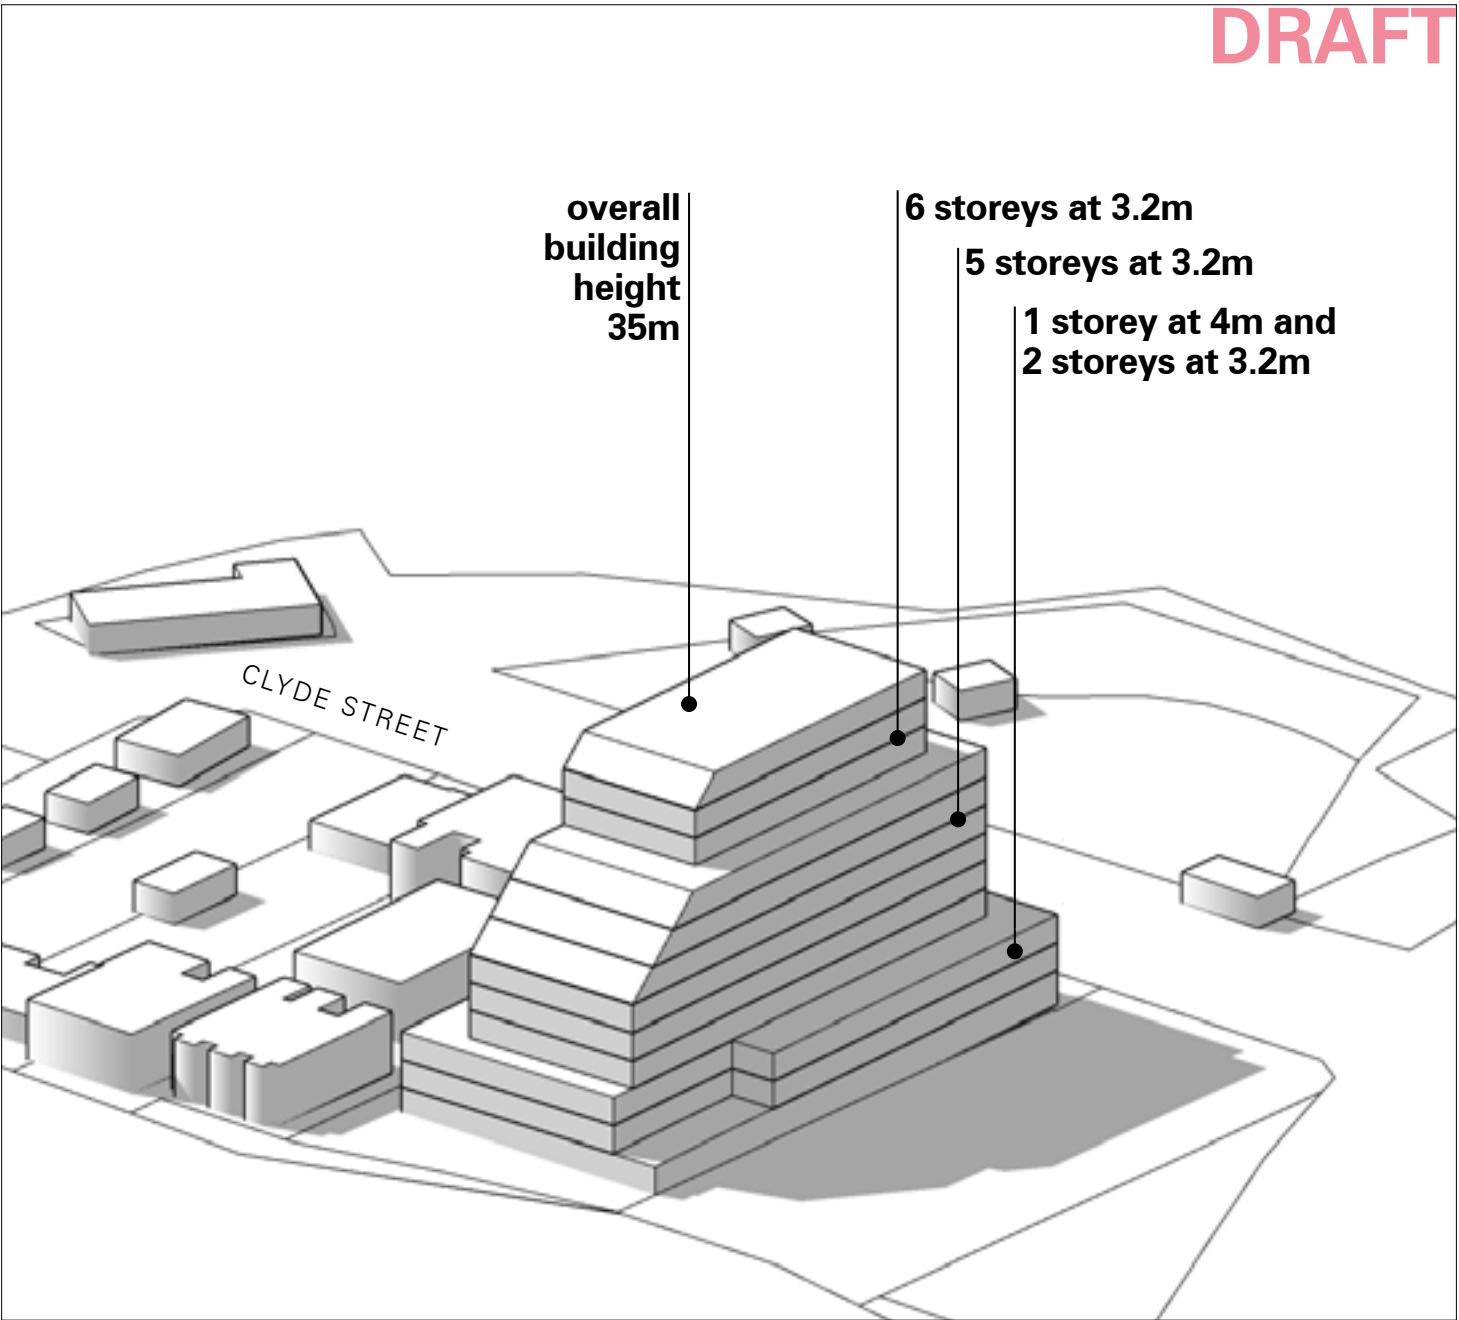 DRAFT
overall
building
height
35m
6 storeys at 3.2m
5 storeys at 3.2m
1 storey at 4m and
2 storeys at 3.2m
CLYDE STREET